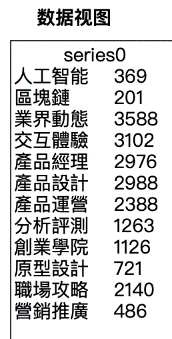 数据视图
series0
人工智能 369
區塊鏈 201
業界動態 3588
交互體驗 3102
產品經理 2976
產品設計 2988
產品運營 2388
分析評測 1263
創業學院 1126
原型設計 721
職場攻略 2140
營銷推廣 486